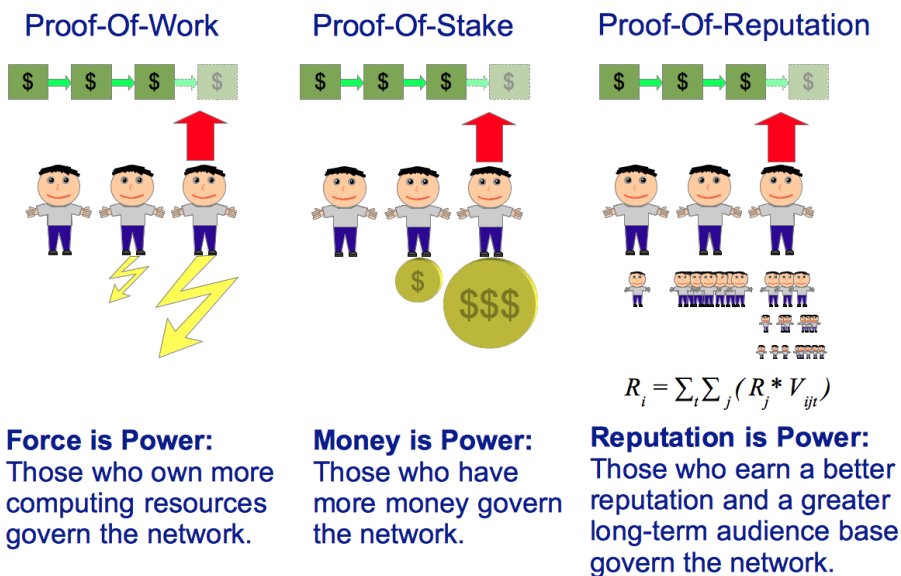 Proof-Of-Work
$ $ $ $
Force is Power:
Those who own more
computing resources
govern the network.
Proof-Of-Stake
$ $ $ $
$ $$$
Money is Power:
Those who have
more money govern
the network.
Proof-Of-Reputation
$ $ $ $
R_i = ∑_t ∑_j ( R_j * V_ijt )
Reputation is Power:
Those who earn a better
reputation and a greater
long-term audience base
govern the network.